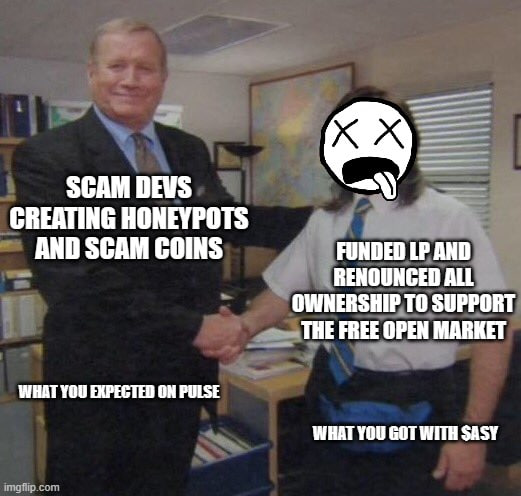 SCAM DEVS
CREATING HONEYPOTS
AND SCAM COINS
FUNDED LP AND
RENOUNCED ALL
OWNERSHIP TO SUPPORT
THE FREE OPEN MARKET
WHAT YOU EXPECTED ON PULSE
WHAT YOU GOT WITH $ASY
imgflip.com